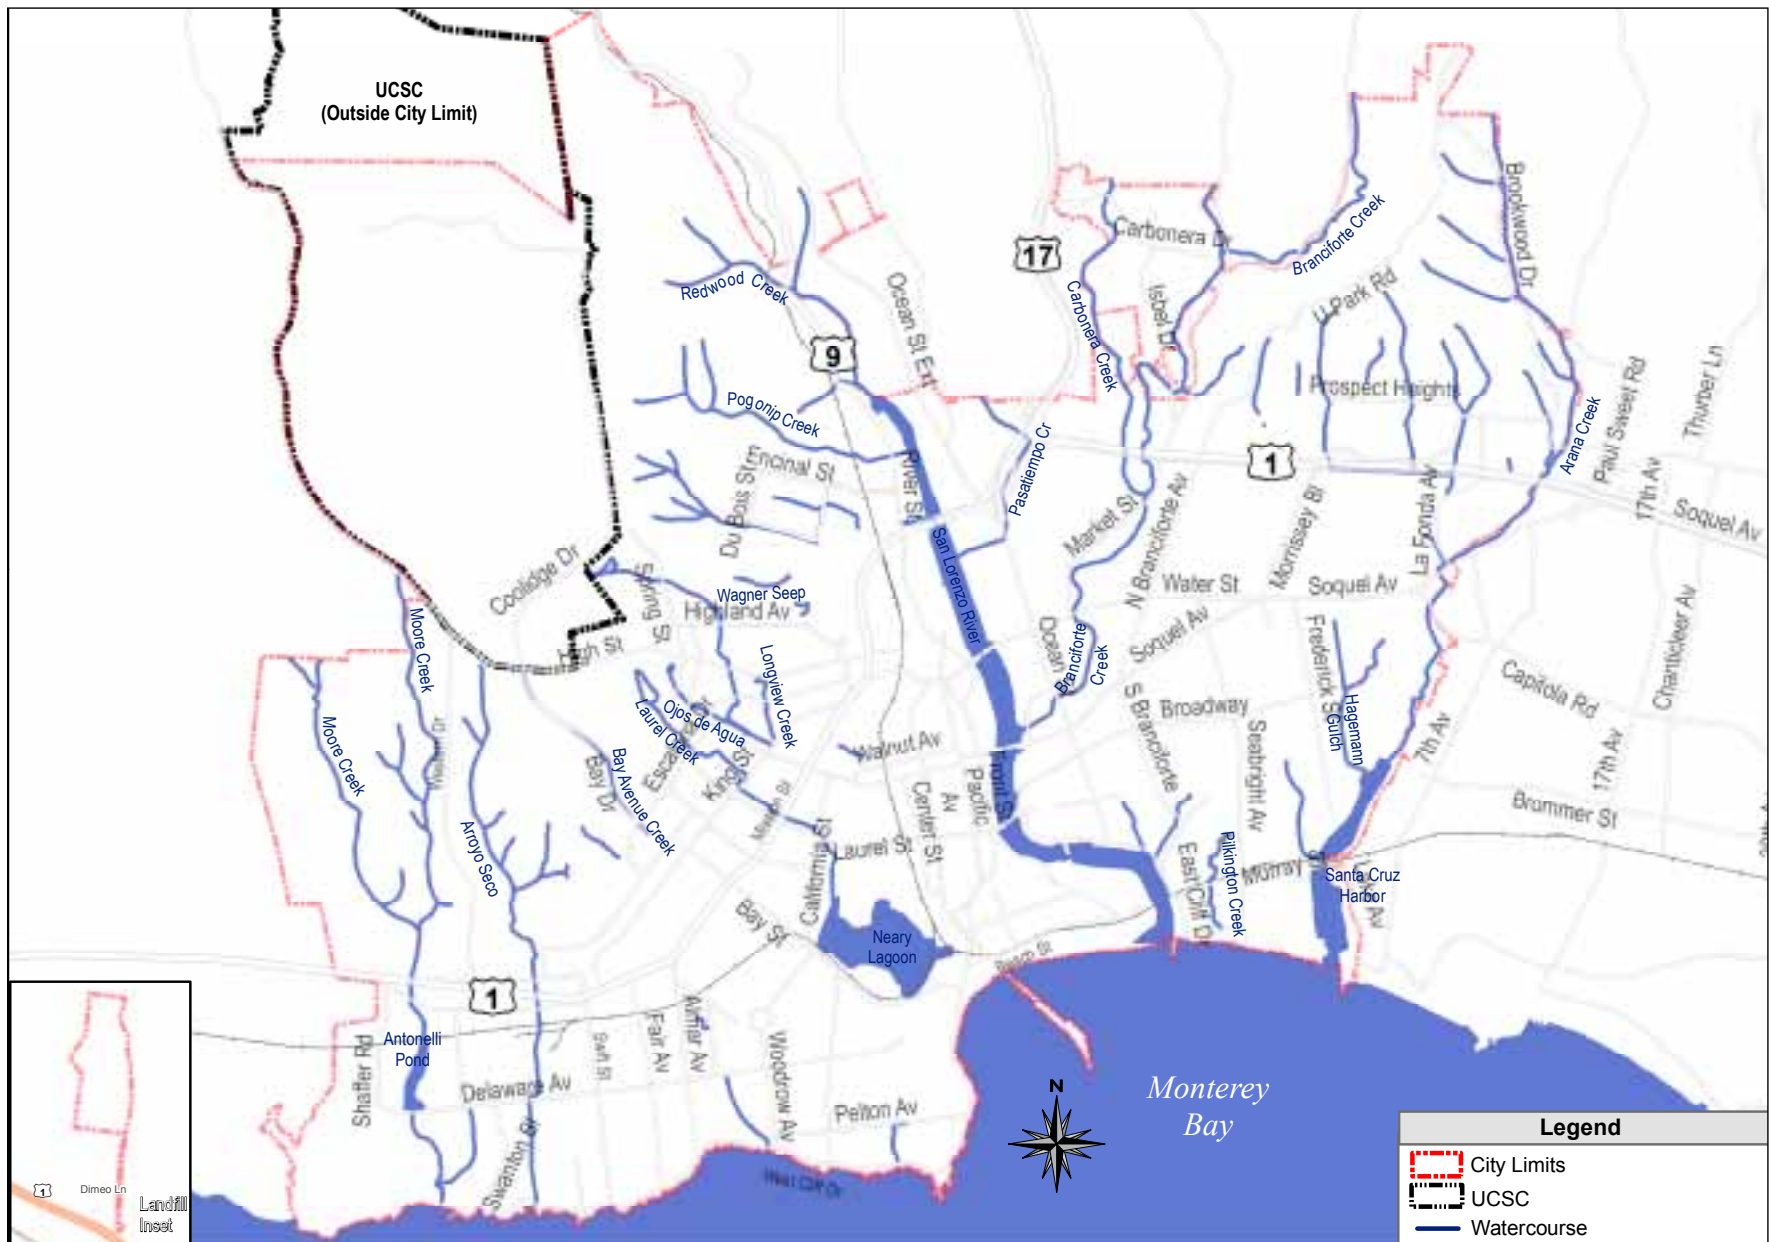 UCSC
(Outside City Limit)
Redwood Creek
Ocean St Ext
17
Carbonera Dr
Carbonera Creek
Isbel Dr
Branciforte Creek
Brookwood Dr
U Park Rd
9
Pogonip Creek
Prospect Heights
Paul Sweet Rd
Thurber Ln
Arana Creek
Encinal St
Du Bois St
River St
Pasatiempo Cr
1
Market St
N Branciforte Av
Morrissey Bl
La Fonda Av
17th Av
Soquel Av
San Lorenzo River
Coolidge Dr
Spring St
Wagner Seep
Highland Av
High St
Water St
Soquel Av
Soquel Av
Moore Creek
Moore Creek
Longview Creek
Ojos de Agua
Laurel Creek
King St
Ocean
Branciforte
Creek
S Branciforte
Broadway
Frederick St
Hagemann
Gulch
Capitola Rd
Chanticleer Av
7th Av
17th Av
Brommer St
Bay Dr
Bay Avenue Creek
Arroyo Seco
Mission St
Walnut Av
Center St
Pacific
Av
Front St
Laurel St
California St
Bay St
Seabright Av
East Cliff Dr
Pilkington Creek
Murray St
Santa Cruz
Harbor
Neary
Lagoon
Beach St
1
Antonelli
Pond
Shaffer Rd
Delaware Av
Swanton Dr
Swift St
Fair Av
Almar Av
Woodrow Av
Pelton Av
West Cliff Dr
N
Monterey
Bay
1
Dimeo Ln
Landfill
Inset
Legend
City Limits
UCSC
Watercourse